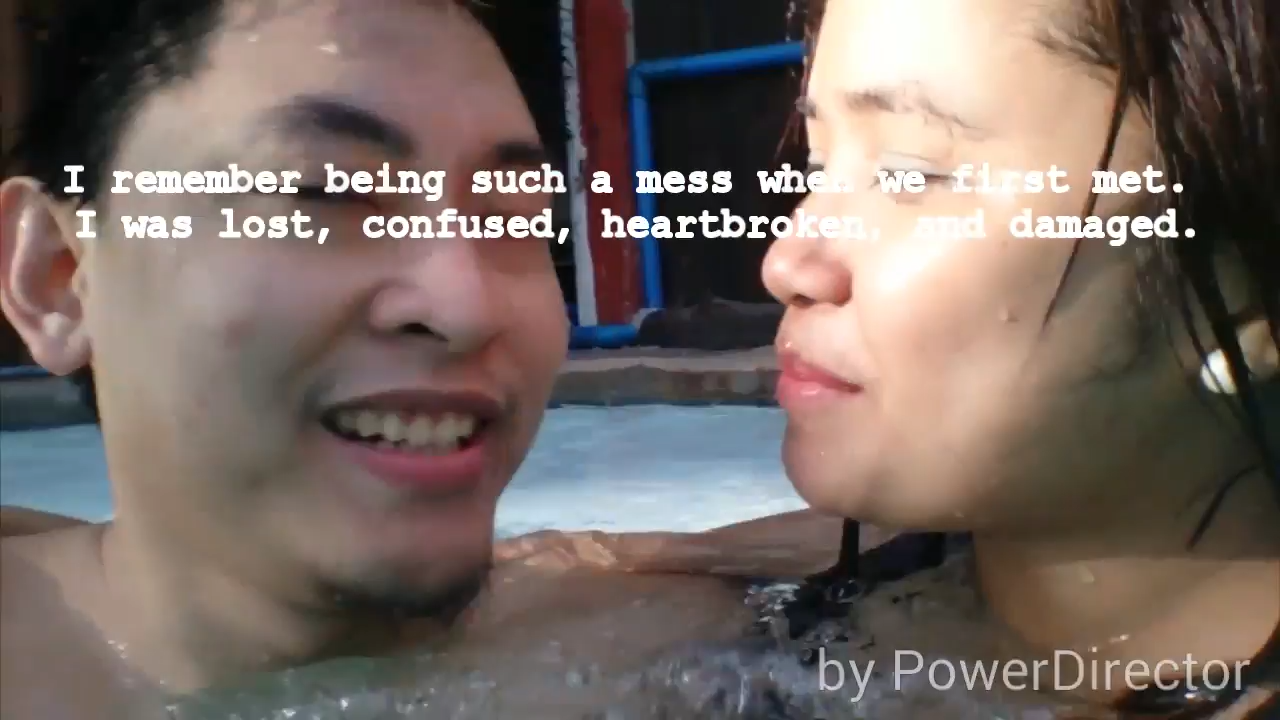 I remember being such a mess when we first met.
I was lost, confused, heartbroken, and damaged.
by PowerDirector